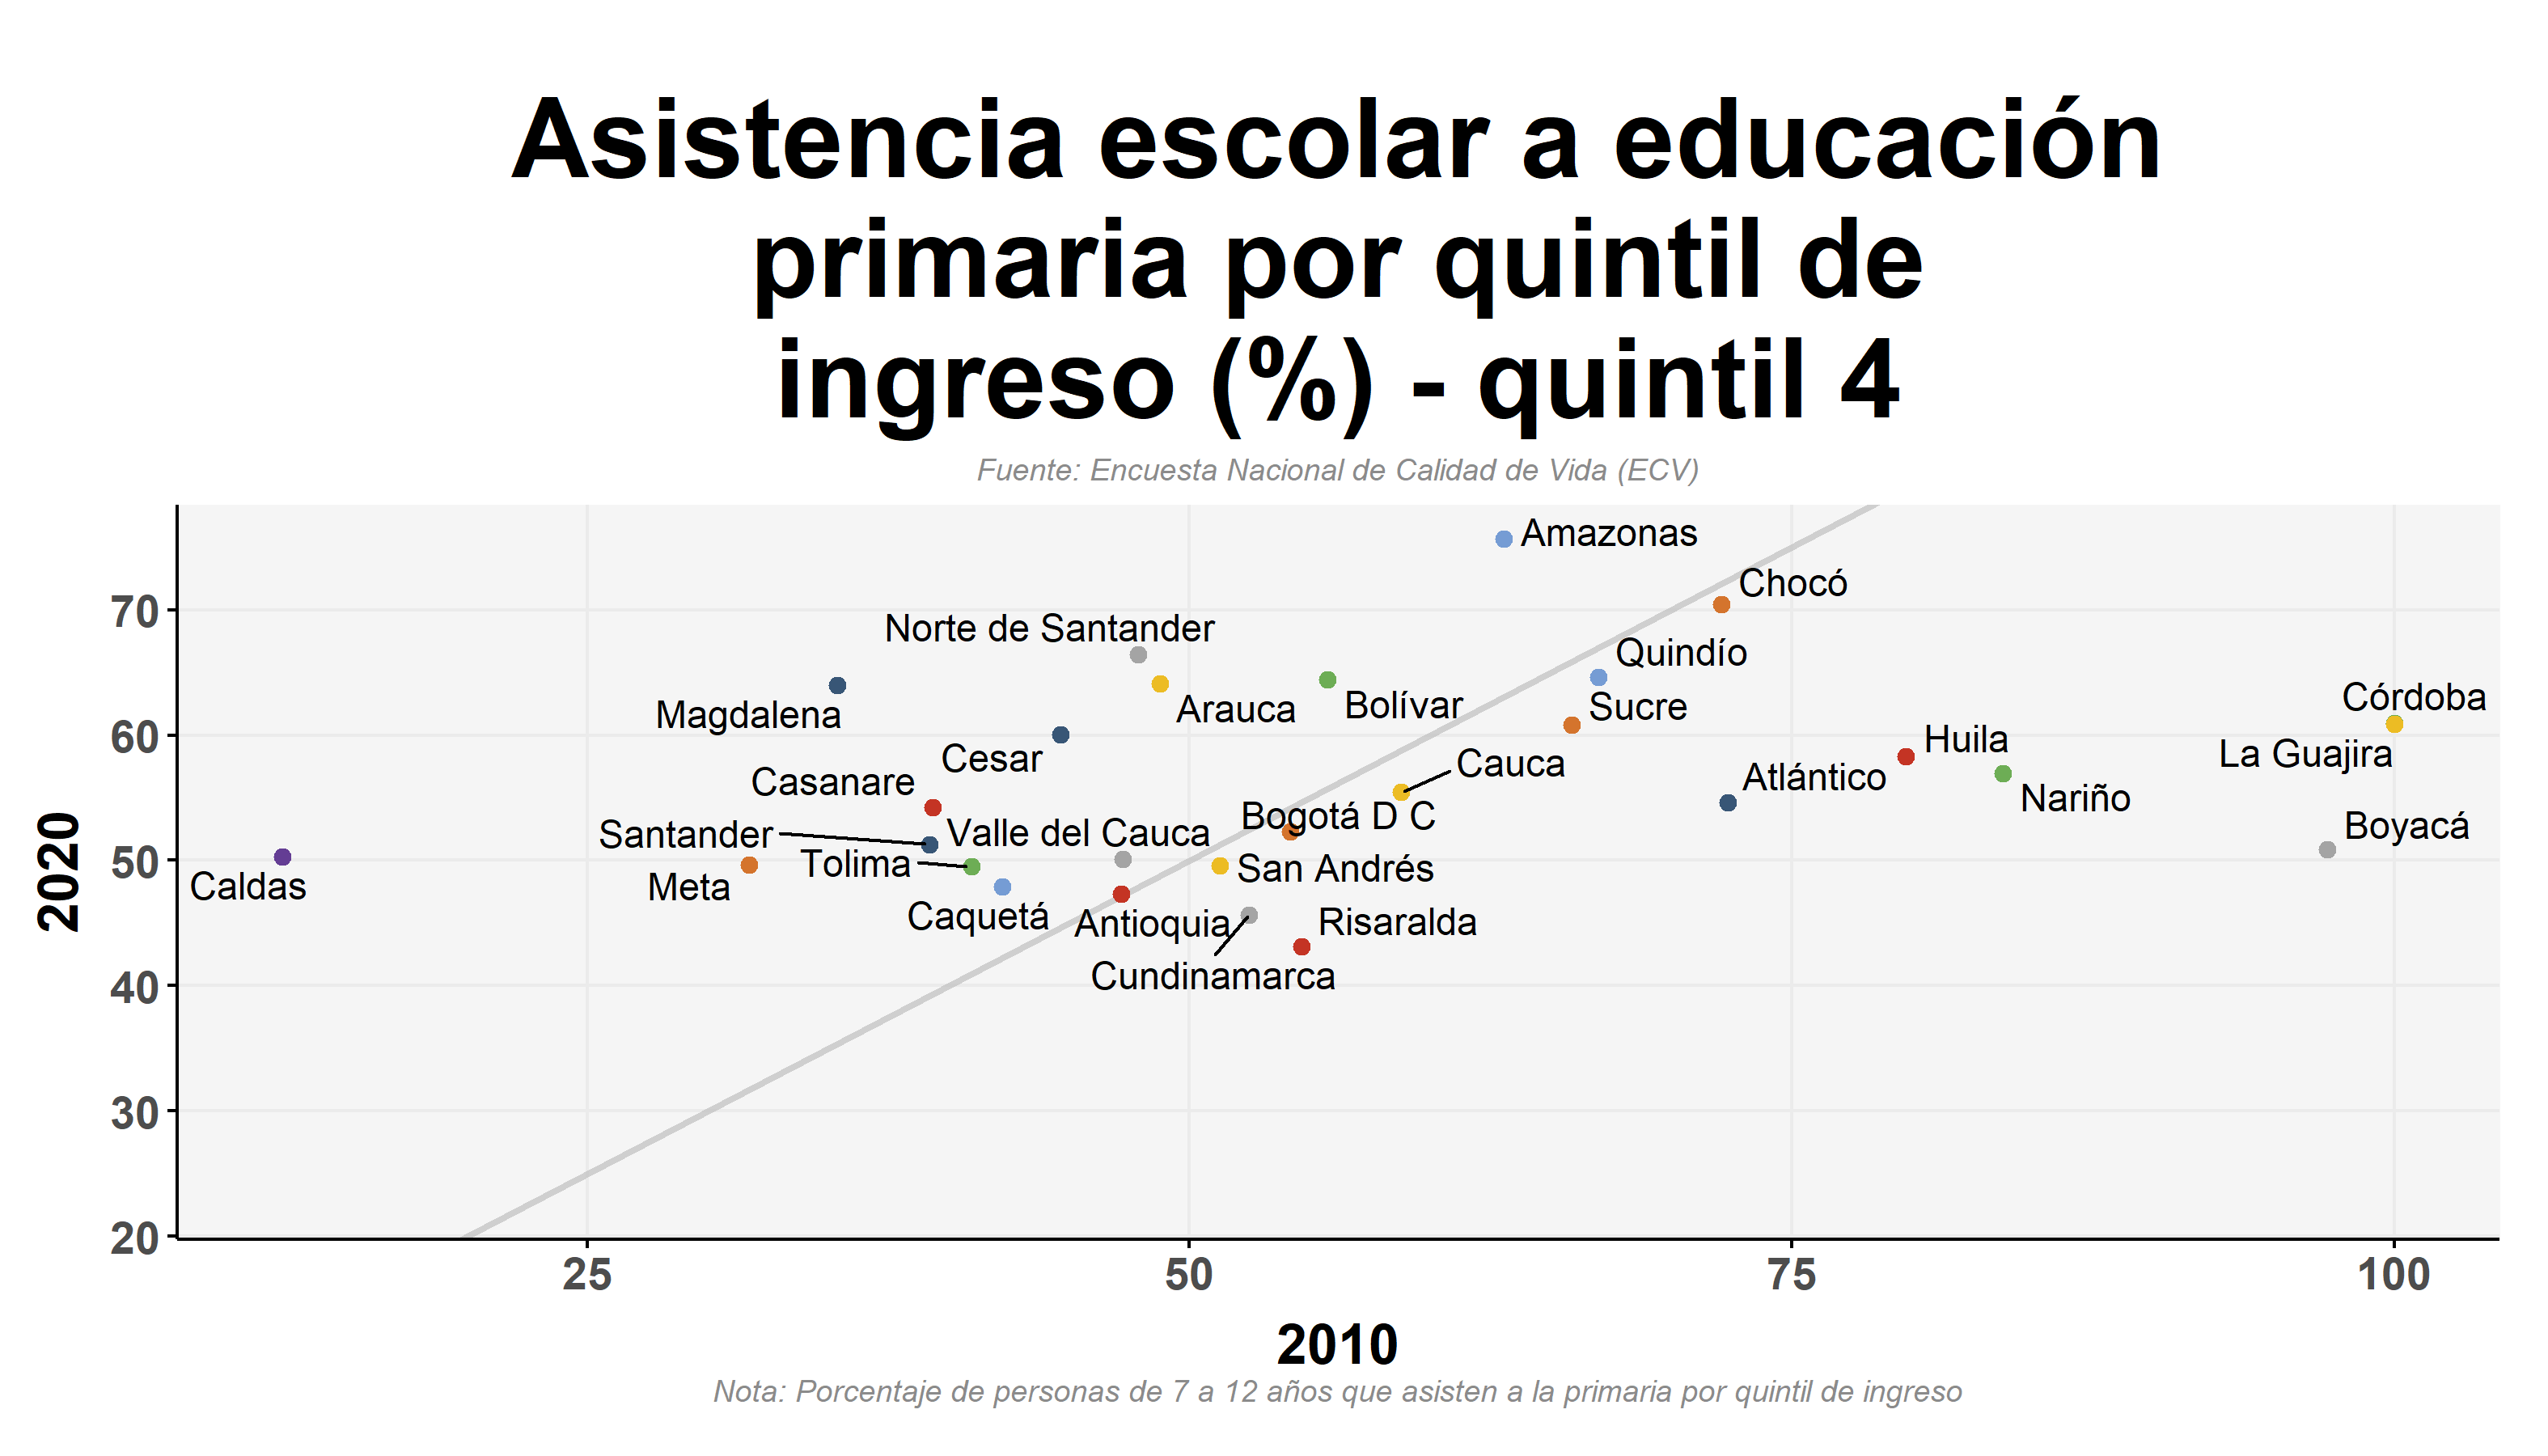 Asistencia escolar a educación
primaria por quintil de
ingreso (%) - quintil 4
Fuente: Encuesta Nacional de Calidad de Vida (ECV)
Amazonas
Chocó
70
Norte de Santander
Quindío
Córdoba
Magdalena
Arauca
Bolívar
Sucre
60
Huila
Cesar
La Guajira
Cauca
Casanare
Atlántico
Nariño
Bogotá D C
Boyacá
Santander
Valle del Cauca
50
Tolima
San Andrés
Caldas
Meta
Caquetá
Antioquia
Risaralda
Cundinamarca
40
30
20
2020
25
50
75
100
2010
Nota: Porcentaje de personas de 7 a 12 años que asisten a la primaria por quintil de ingreso